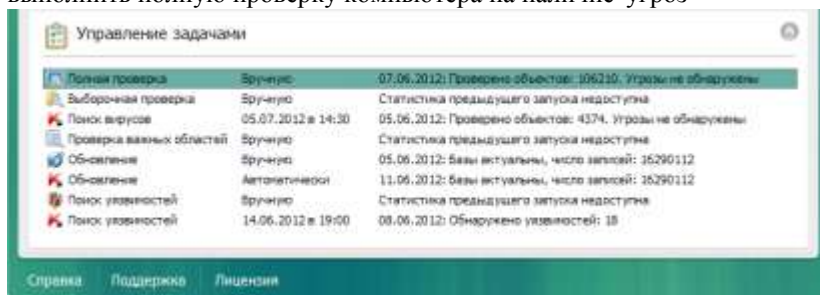 выполнить полную проверку компьютера на наличие угроз
Управление задачами
Полная проверка Вручную 07.06.2012: Проверено объектов: 106210. Угрозы не обнаружены
Выборочная проверка Вручную Статистика предыдущего запуска недоступна
Поиск вирусов 05.07.2012 в 14:30 05.06.2012: Проверено объектов: 4374. Угрозы не обнаружены
Проверка важных областей Вручную Статистика предыдущего запуска недоступна
Обновление Вручную 05.06.2012: Базы актуальны, число записей: 16290112
Обновление Автоматически 11.06.2012: Базы актуальны, число записей: 16290112
Поиск уязвимостей Вручную Статистика предыдущего запуска недоступна
Поиск уязвимостей 14.06.2012 в 19:00 08.06.2012: Обнаружено уязвимостей: 18
Справка Поддержка Лицензия